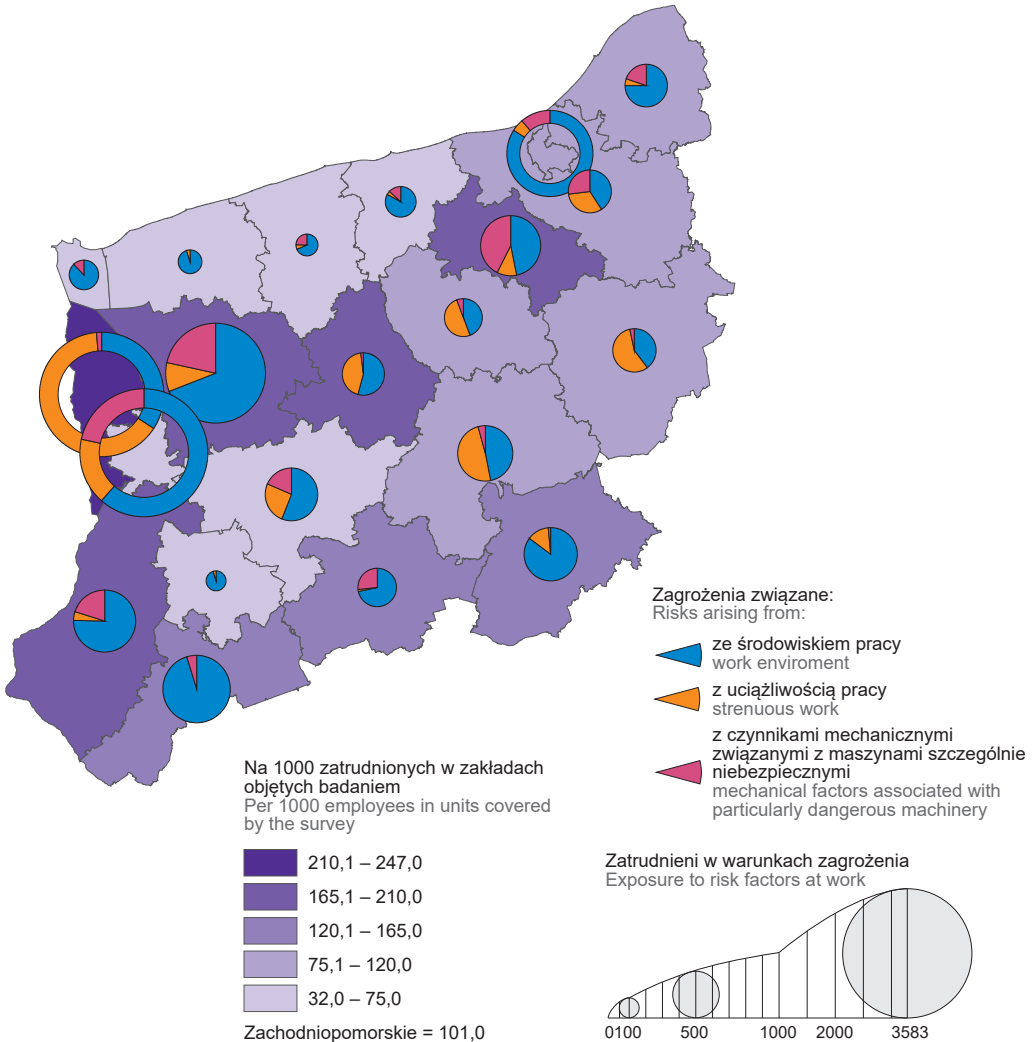 Zagrożenia związane:
Risks arising from:
ze środowiskiem pracy
work enviroment
z uciążliwością pracy
strenuous work
z czynnikami mechanicznymi
związanymi z maszynami szczególnie
niebezpiecznymi
mechanical factors associated with
particularly dangerous machinery
Na 1000 zatrudnionych w zakładach
objętych badaniem
Per 1000 employees in units covered
by the survey
210,1 – 247,0
165,1 – 210,0
120,1 – 165,0
75,1 – 120,0
32,0 – 75,0
Zachodniopomorskie = 101,0
Zatrudnieni w warunkach zagrożenia
Exposure to risk factors at work
0 100 500 1000 2000 3583